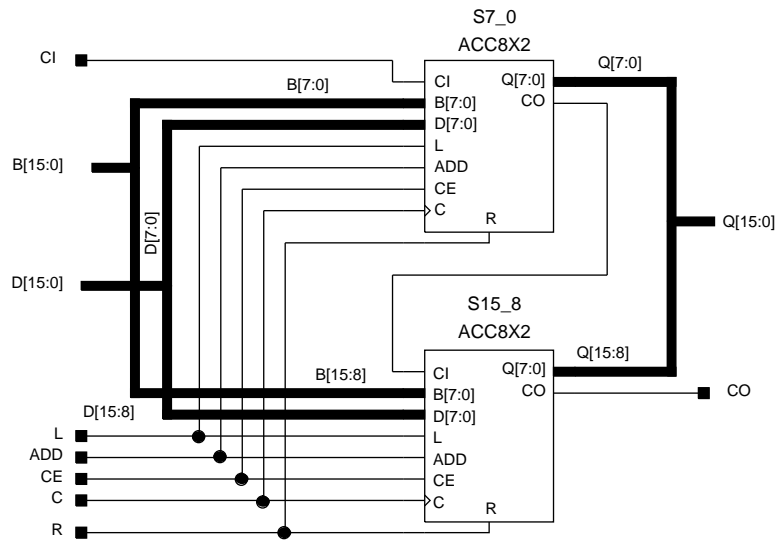 S7_0
ACC8X2
CI
B[7:0]
Q[7:0]
CI
Q[7:0]
B[7:0]
CO
D[7:0]
L
ADD
CE
C
R
B[15:0]
D[7:0]
Q[15:0]
D[15:0]
S15_8
ACC8X2
B[15:8]
Q[15:8]
CI
Q[7:0]
B[7:0]
CO
CO
D[15:8]
D[7:0]
L
L
ADD
ADD
CE
CE
C
C
R
R